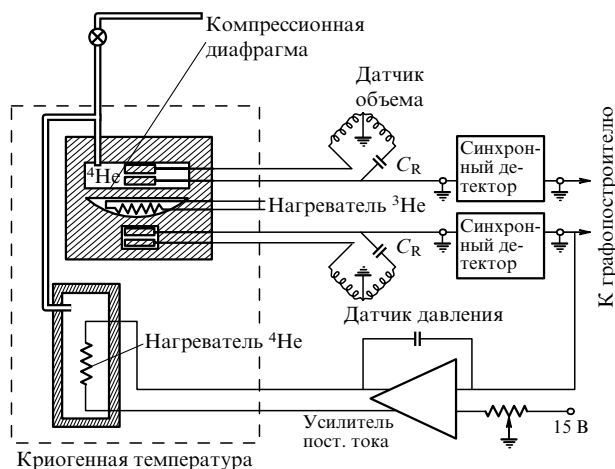 Компрессионная
диафрагма
Датчик
объема
⁴He
C_R
Синхрон-
ный де-
тектор
Нагреватель ³He
C_R
Синхрон-
ный де-
тектор
К графопостроителю
Датчик давления
Нагреватель ⁴He
Усилитель
пост. тока
15 В
Криогенная температура